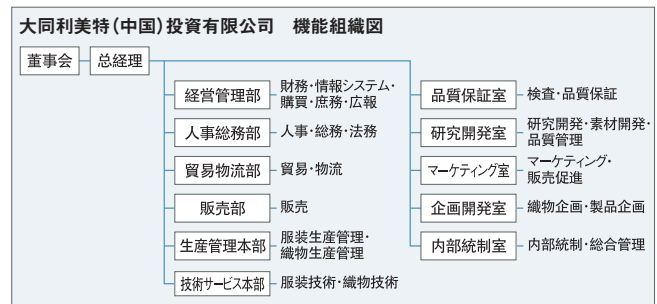 大同利美特(中国)投資有限公司　機能組織図
董事会
总経理
経営管理部
財務・情報システム・
購買・庶務・広報
人事総務部
人事・総務・法務
貿易物流部
貿易・物流
販売部
販売
生産管理本部
服装生産管理・
織物生産管理
技術サービス本部
服装技術・織物技術
品質保証室
検査・品質保証
研究開発室
研究開発・素材開発・
品質管理
マーケティング室
マーケティング・
販売促進
企画開発室
織物企画・製品企画
内部統制室
内部統制・総合管理